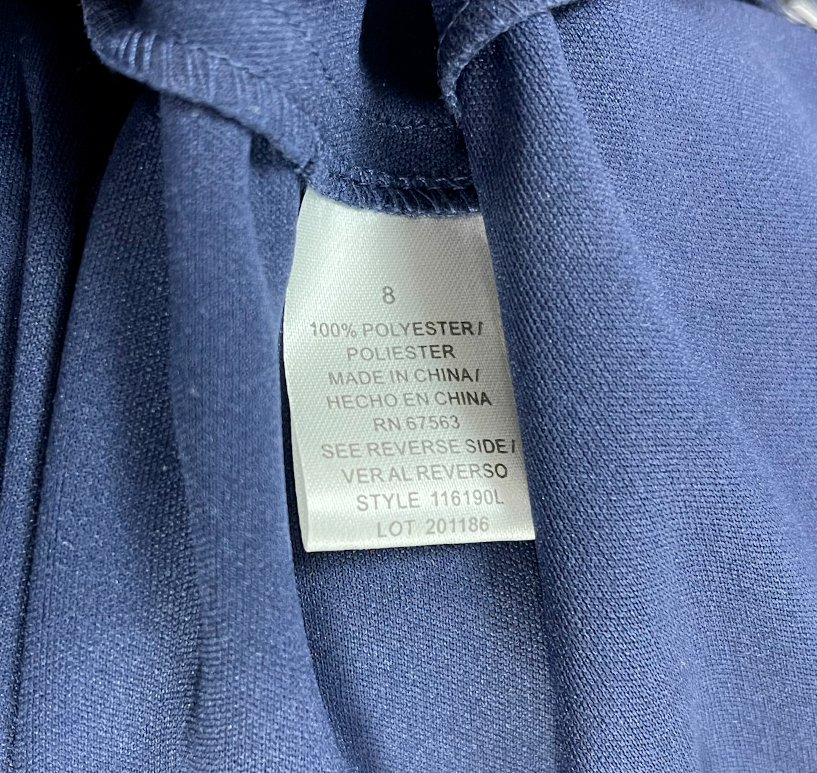 8
100% POLYESTER/
POLIESTER
MADE IN CHINA/
HECHO EN CHINA
RN 67563
SEE REVERSE SIDE/
VER AL REVERSO
STYLE 116190L
LOT 201186